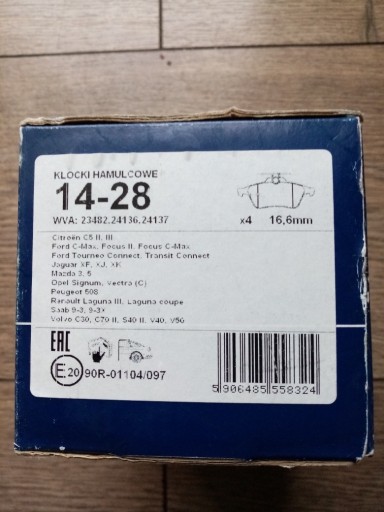 KLOCKI HAMULCOWE
14-28
WVA: 23482.24136.24137
x4 16,6mm
Citroën C5 II, III
Ford C-Max, Focus II, Focus C-Max
Ford Tourneo Connect, Transit Connect
Jaguar XF, XJ, XK
Mazda 3, 5
Opel Signum, Vectra (C)
Peugeot 508
Renault Laguna III, Laguna coupe
Saab 9-3, 9-3X
Volvo C30, C70 II, S40 II, V40, V50
EAC
E 20 90R-01104/097
5 906485 558324